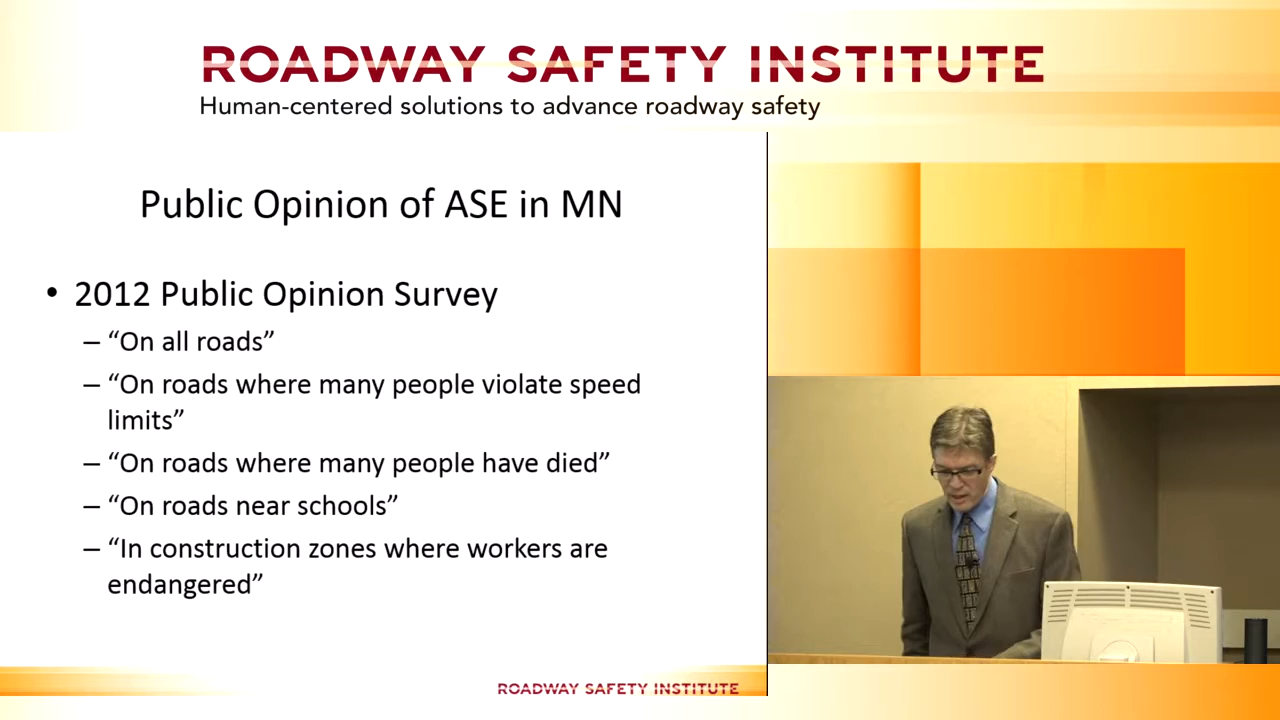 ROADWAY SAFETY INSTITUTE
Human-centered solutions to advance roadway safety
Public Opinion of ASE in MN
• 2012 Public Opinion Survey
– “On all roads”
– “On roads where many people violate speed
limits”
– “On roads where many people have died”
– “On roads near schools”
– “In construction zones where workers are
endangered”
ROADWAY SAFETY INSTITUTE